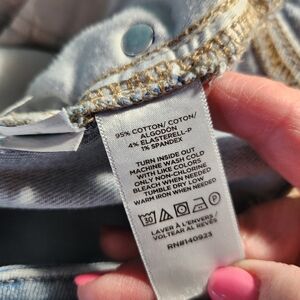 95% COTTON/ COTON/
ALGODÓN
4% ELASTERELL-P
1% SPANDEX
TURN INSIDE OUT
MACHINE WASH COLD
WITH LIKE COLORS
ONLY NON-CHLORINE
BLEACH WHEN NEEDED
TUMBLE DRY LOW
WARM IRON WHEN NEEDED
30
LAVER À L'ENVERS/
VOLTEAR AL REVÉS
RN#140923